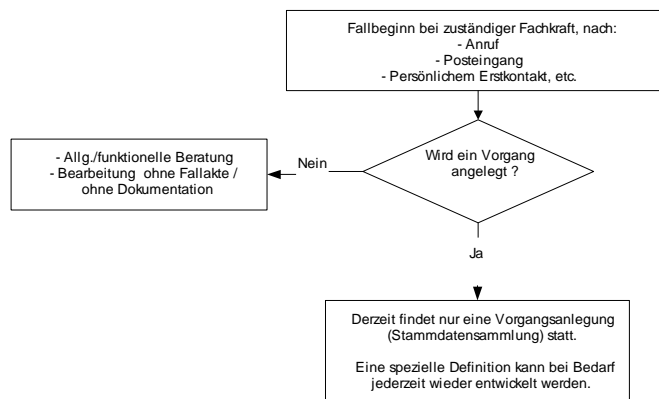 Fallbeginn bei zuständiger Fachkraft, nach:
- Anruf
- Posteingang
- Persönlichem Erstkontakt, etc.
Wird ein Vorgang
angelegt ?
Nein
- Allg./funktionelle Beratung
- Bearbeitung ohne Fallakte /
ohne Dokumentation
Ja
Derzeit findet nur eine Vorgangsanlegung
(Stammdatensammlung) statt.
Eine spezielle Definition kann bei Bedarf
jederzeit wieder entwickelt werden.